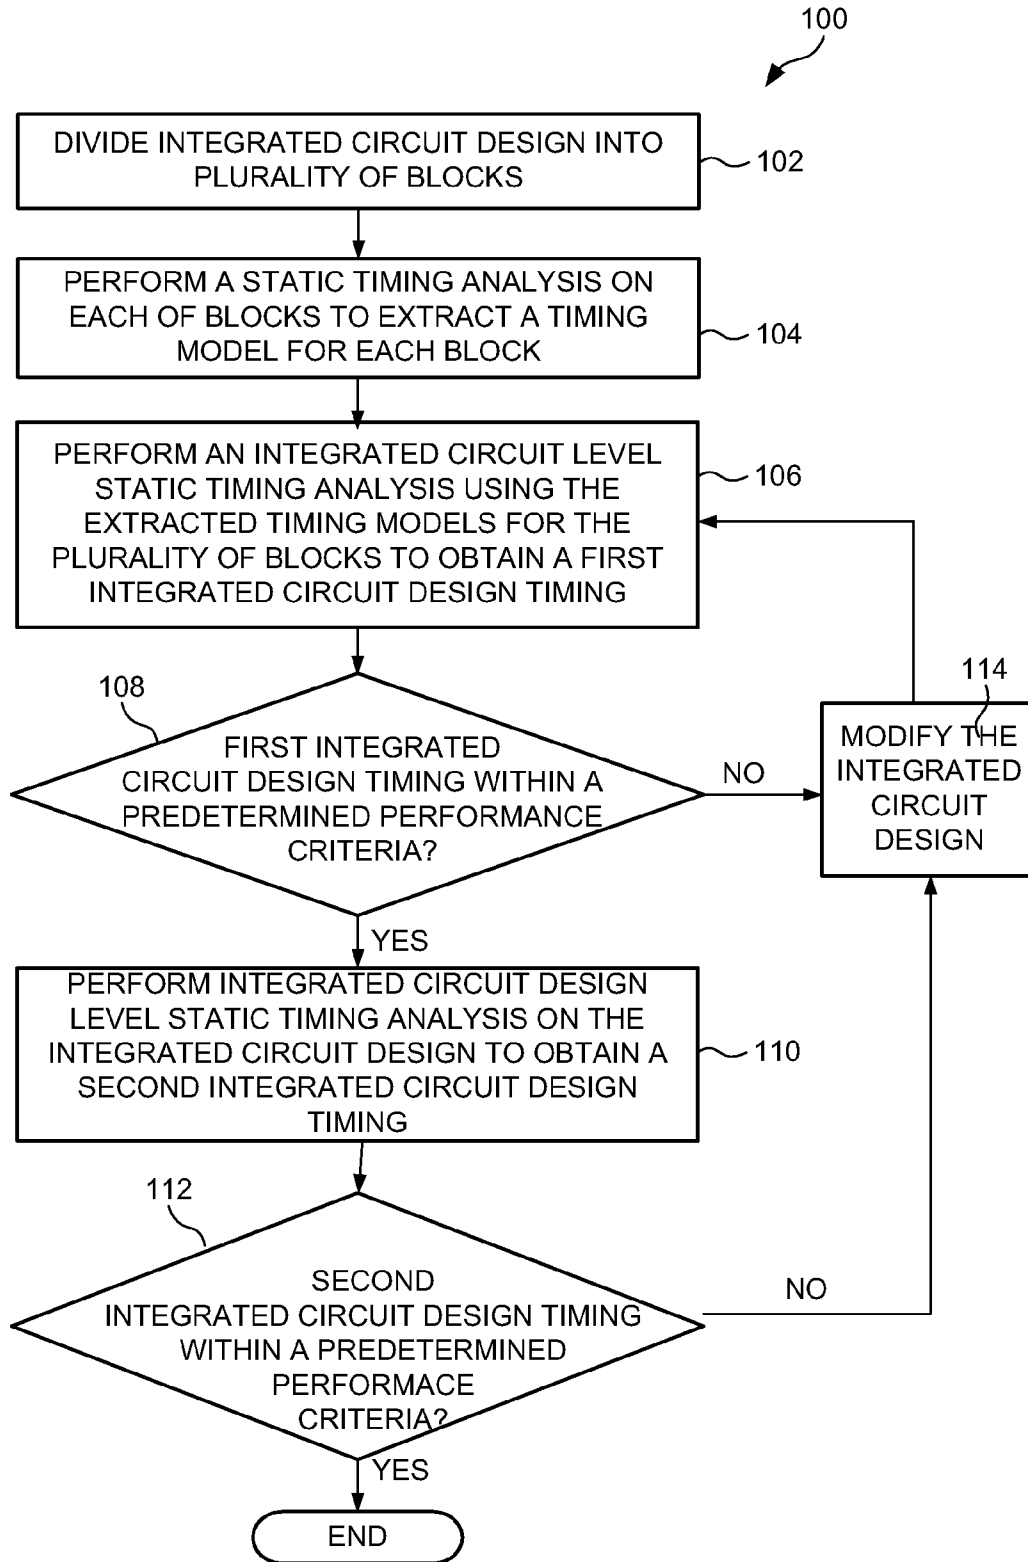 100
DIVIDE INTEGRATED CIRCUIT DESIGN INTO
PLURALITY OF BLOCKS
102
PERFORM A STATIC TIMING ANALYSIS ON
EACH OF BLOCKS TO EXTRACT A TIMING
MODEL FOR EACH BLOCK
104
PERFORM AN INTEGRATED CIRCUIT LEVEL
STATIC TIMING ANALYSIS USING THE
EXTRACTED TIMING MODELS FOR THE
PLURALITY OF BLOCKS TO OBTAIN A FIRST
INTEGRATED CIRCUIT DESIGN TIMING
106
108
FIRST INTEGRATED
CIRCUIT DESIGN TIMING WITHIN A
PREDETERMINED PERFORMANCE
CRITERIA?
NO
114
MODIFY THE
INTEGRATED
CIRCUIT
DESIGN
YES
PERFORM INTEGRATED CIRCUIT DESIGN
LEVEL STATIC TIMING ANALYSIS ON THE
INTEGRATED CIRCUIT DESIGN TO OBTAIN A
SECOND INTEGRATED CIRCUIT DESIGN
TIMING
110
112
SECOND
INTEGRATED CIRCUIT DESIGN TIMING
WITHIN A PREDETERMINED
PERFORMACE
CRITERIA?
NO
YES
END